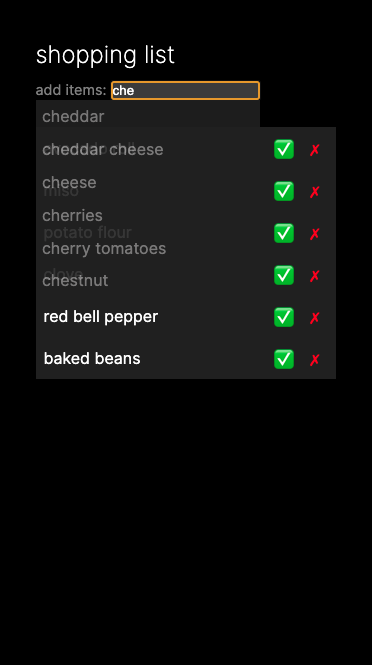 shopping list
add items: che
cheddar
cheddar cheese ✅ ✗
cheese
miso ✅ ✗
cherries
potato flour ✅ ✗
cherry tomatoes
chestnut
✅ ✗
red bell pepper ✅ ✗
baked beans ✅ ✗